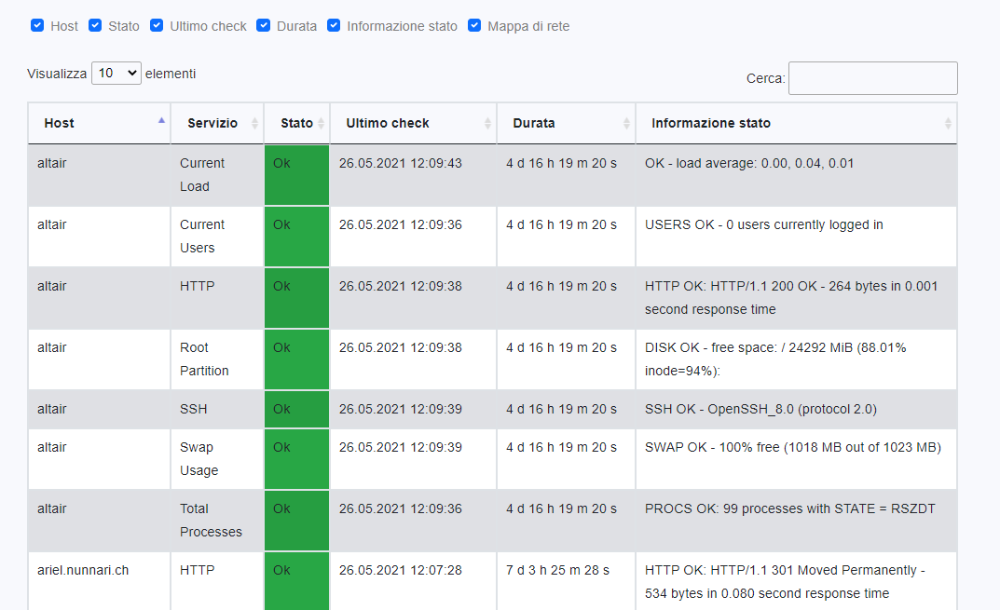 Host Stato Ultimo check Durata Informazione stato Mappa di rete
Visualizza 10 elementi
Cerca:
Host Servizio Stato Ultimo check Durata Informazione stato
altair Current Ok 26.05.2021 12:09:43 4 d 16 h 19 m 20 s OK - load average: 0.00, 0.04, 0.01
Load
altair Current Ok 26.05.2021 12:09:36 4 d 16 h 19 m 20 s USERS OK - 0 users currently logged in
Users
altair HTTP Ok 26.05.2021 12:09:38 4 d 16 h 19 m 20 s HTTP OK: HTTP/1.1 200 OK - 264 bytes in 0.001
second response time
altair Root Ok 26.05.2021 12:09:38 4 d 16 h 19 m 20 s DISK OK - free space: / 24292 MiB (88.01%
Partition inode=94%):
altair SSH Ok 26.05.2021 12:09:39 4 d 16 h 19 m 20 s SSH OK - OpenSSH_8.0 (protocol 2.0)
altair Swap Ok 26.05.2021 12:09:39 4 d 16 h 19 m 20 s SWAP OK - 100% free (1018 MB out of 1023 MB)
Usage
altair Total Ok 26.05.2021 12:09:36 4 d 16 h 19 m 20 s PROCS OK: 99 processes with STATE = RSZDT
Processes
ariel.nunnari.ch HTTP Ok 26.05.2021 12:07:28 7 d 3 h 25 m 28 s HTTP OK: HTTP/1.1 301 Moved Permanently -
534 bytes in 0.080 second response time